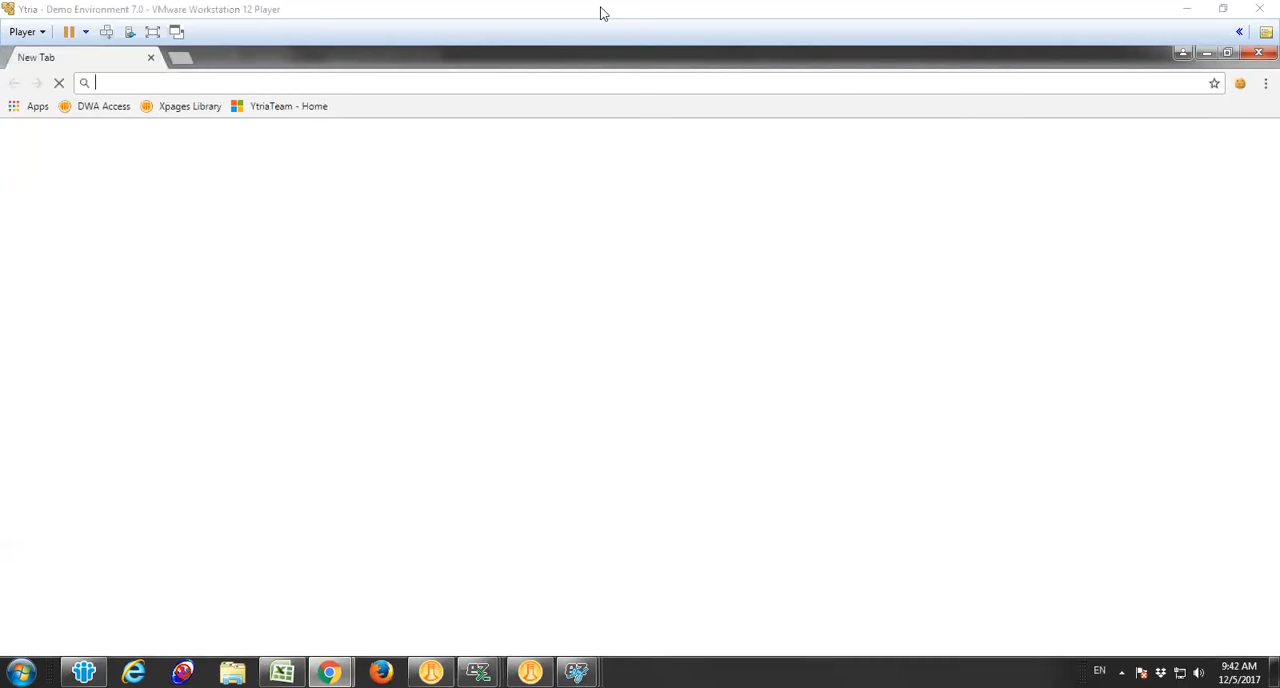 Ytria - Demo Environment 7.0 - VMware Workstation 12 Player
Player
New Tab
Apps DWA Access Xpages Library YtriaTeam - Home
EN
9:42 AM
12/5/2017